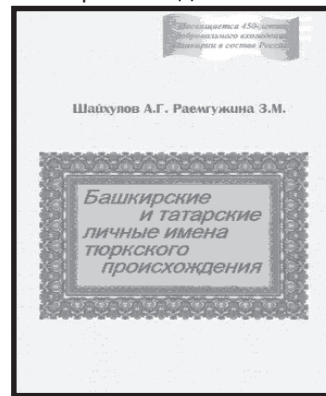 Посвящается 450-летию
добровольного вхождения
Башкирии в состав России
Шайхулов А.Г. Раемгужина З.М.
Башкирские
и татарские
личные имена
тюркского
происхождения